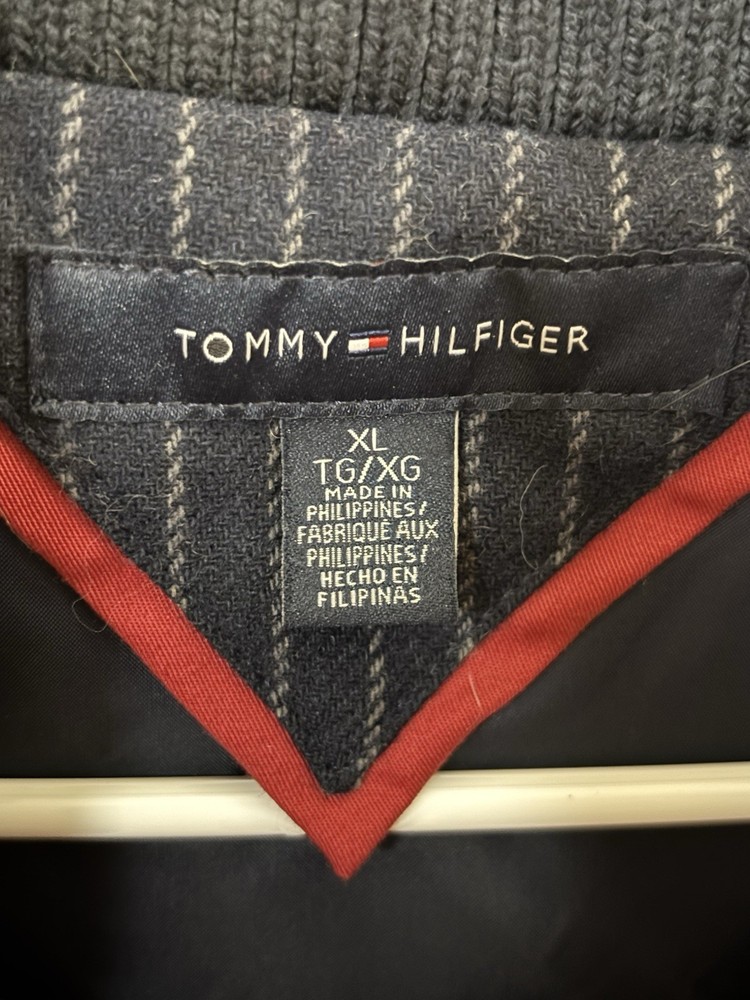 TOMMY HILFIGER
XL
TG/XG
MADE IN
PHILIPPINES/
FABRIQUÉ AUX
PHILIPPINES/
HECHO EN
FILIPINAS